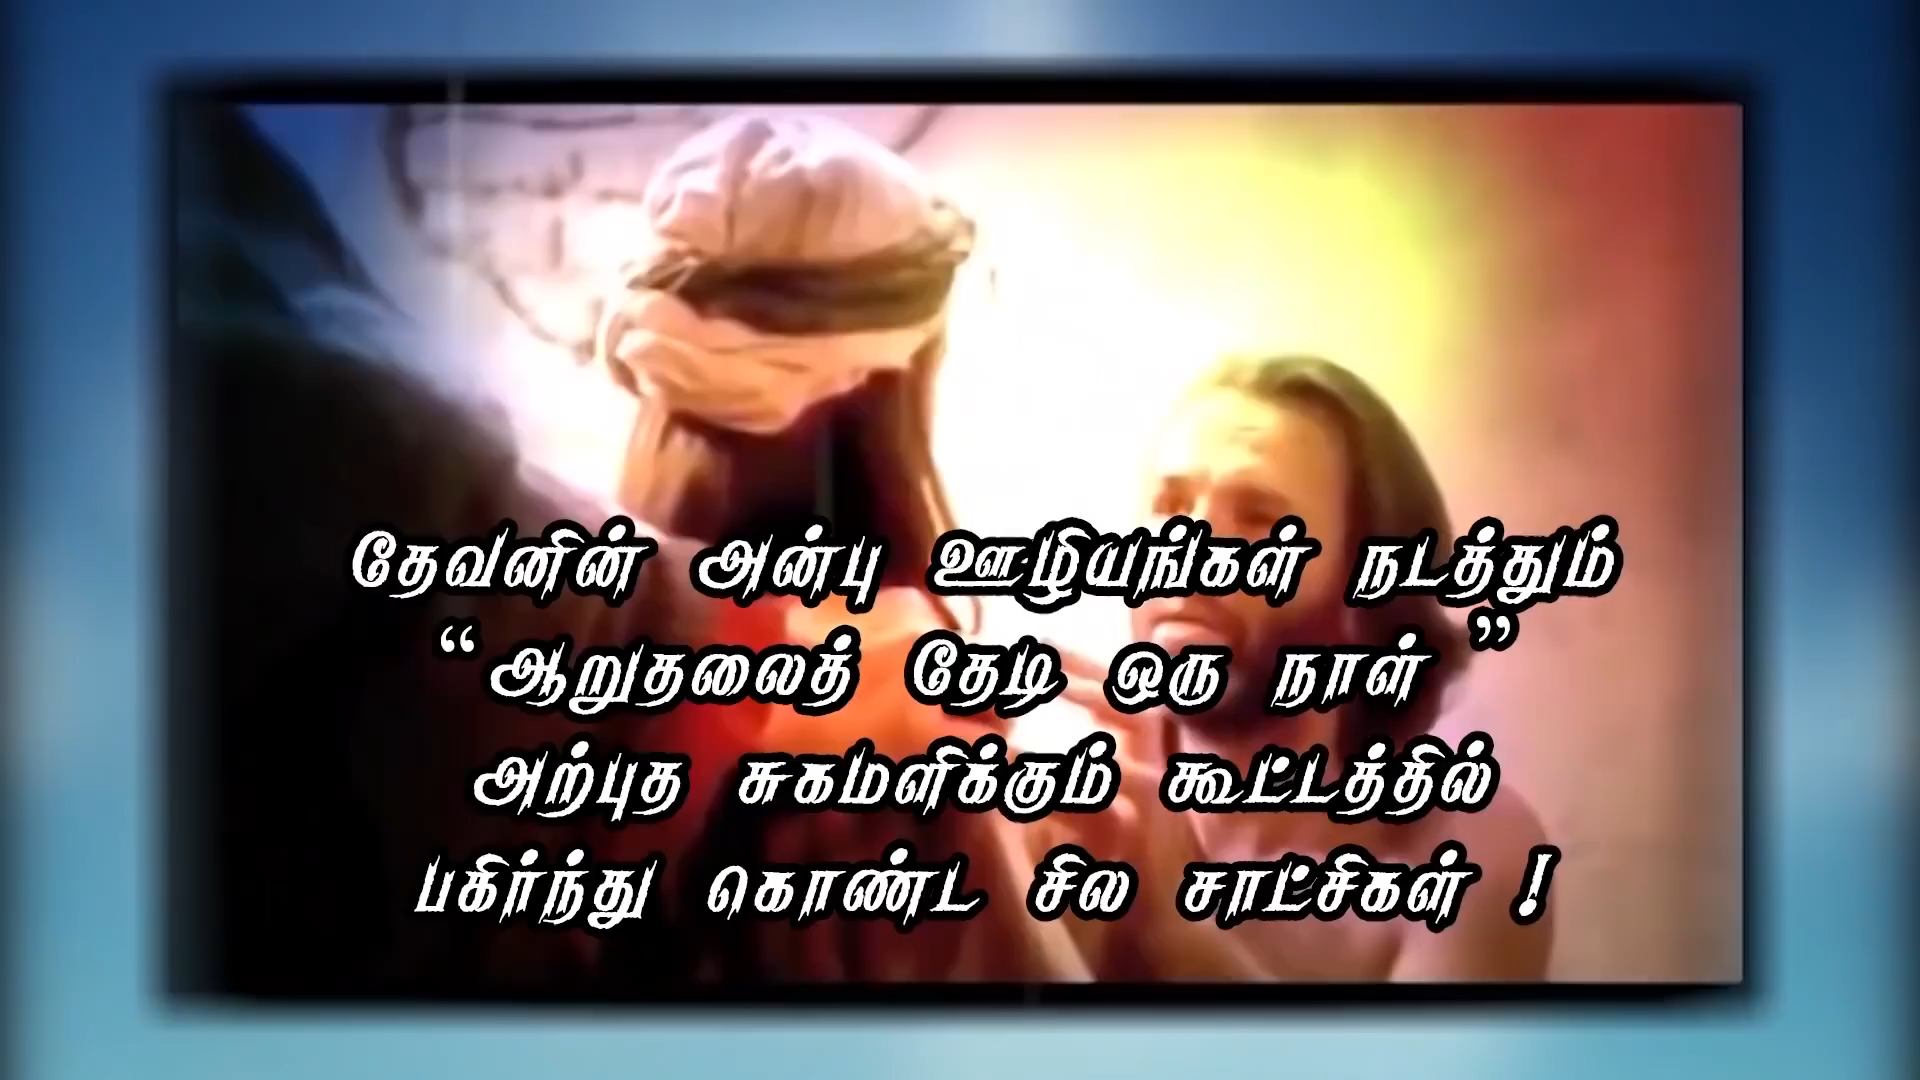 தேவனின் அன்பு ஊழியங்கள் நடத்தும்
“ஆறுதலைத் தேடி ஒரு நாள் ”
அற்புத சுகமளிக்கும் கூட்டத்தில்
பகிர்ந்து கொண்ட சில சாட்சிகள் !